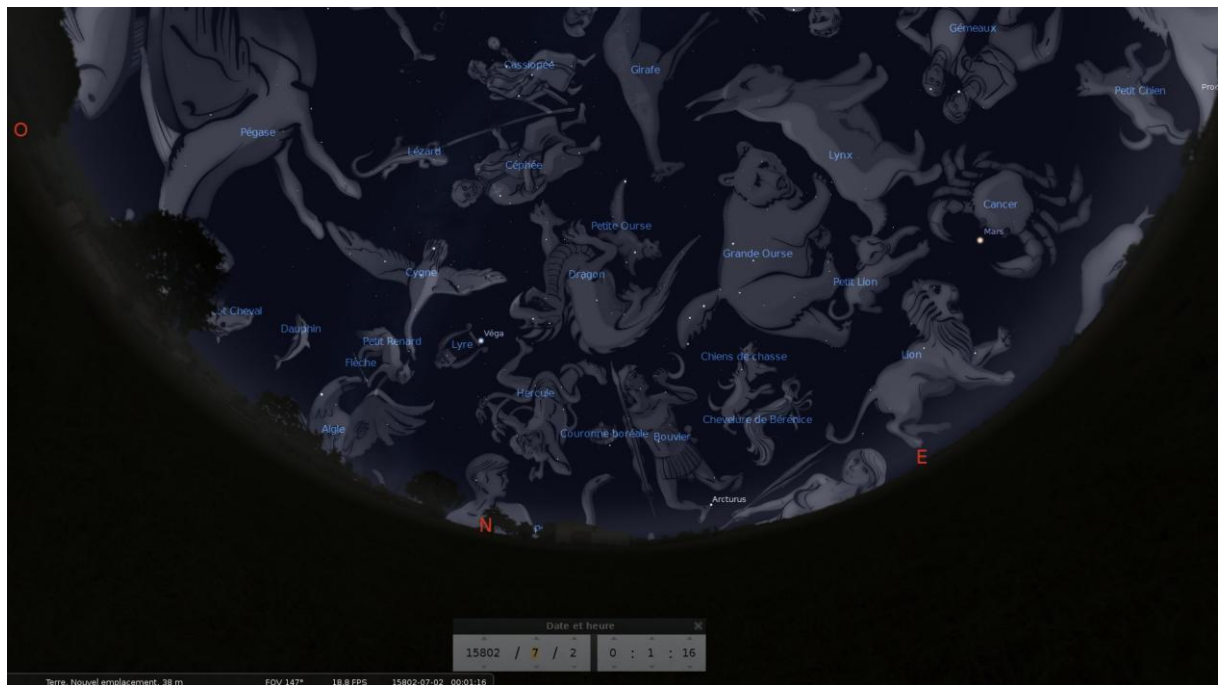 Gémeaux
Cassiopée
Girafe
Petit Chien
O
Pégase
Lézard
Céphée
Lynx
Cancer
Petite Ourse
Mars
Grande Ourse
Cygne
Dragon
Petit Lion
Cheval
Dauphin
Véga
Petit Renard
Lyre
Chiens de chasse
Lion
Flèche
Hercule
Chevelure de Bérénice
Aigle
Couronne boréale
Bouvier
E
Arcturus
N
Date et heure
15802 / 7 / 2 0 : 1 : 16
Terre, Nouvel emplacement, 38 m FOV 147° 18.8 FPS 15802-07-02 00:01:16